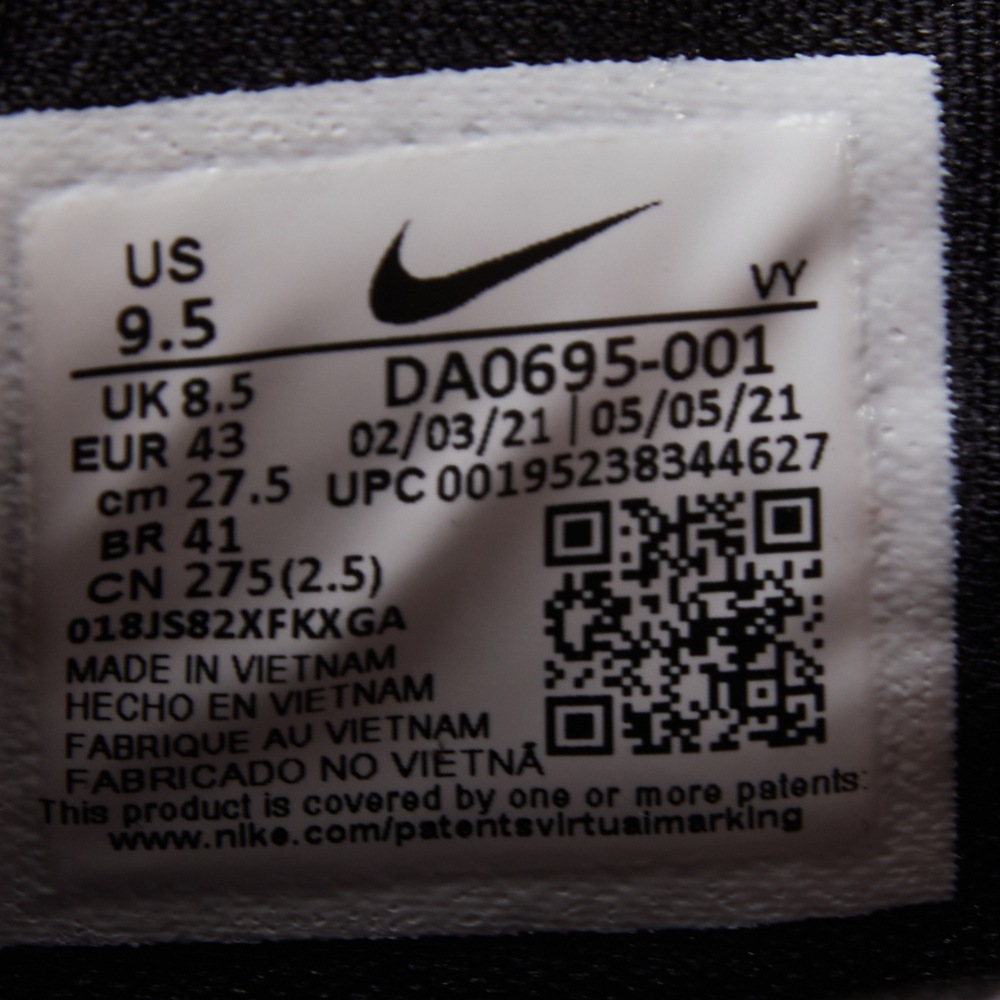 US
9.5
VY
UK 8.5
EUR 43
cm 27.5
BR 41
CN 275(2.5)
DA0695-001
02/03/21 | 05/05/21
UPC 00195238344627
018JS82XFKXGA
MADE IN VIETNAM
HECHO EN VIETNAM
FABRIQUE AU VIETNAM
FABRICADO NO VIETNÃ
This product is covered by one or more patents:
www.nike.com/patentsvirtualmarking